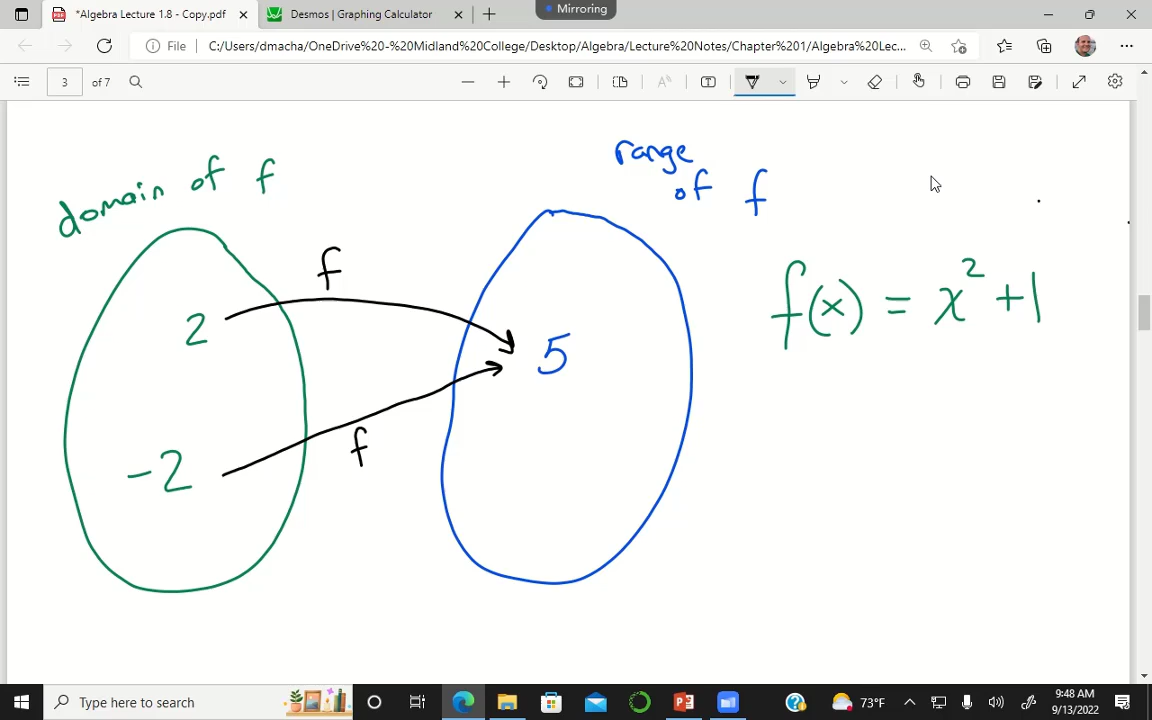 Mirroring
*Algebra Lecture 1.8 - Copy.pdf
Desmos | Graphing Calculator
File
C:/Users/dmacha/OneDrive%20-%20Midland%20College/Desktop/Algebra/Lecture%20Notes/Chapter%201/Algebra%20Lec...
3 of 7
domain of f
range
of f
f
f(x) = x² + 1
2
5
-2
f
Type here to search
73°F
9:48 AM
9/13/2022